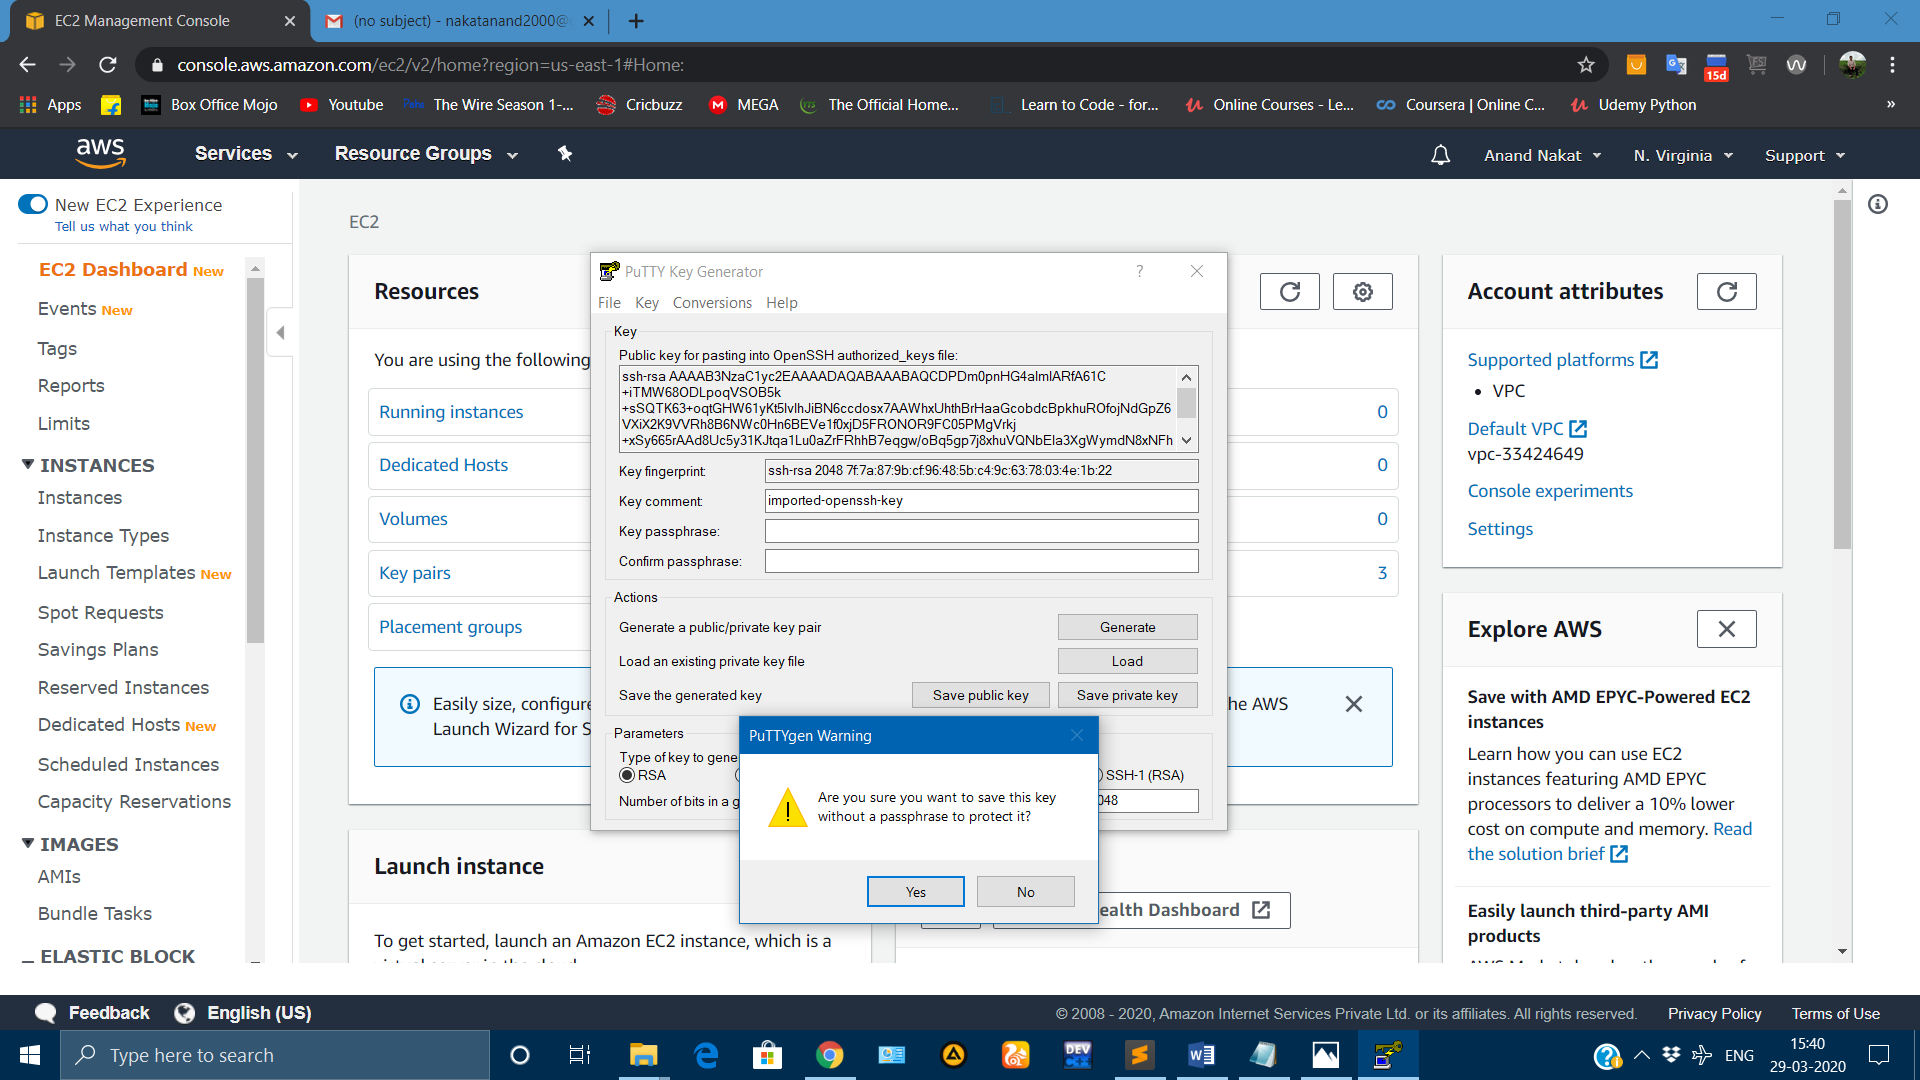 EC2 Management Console
(no subject) - nakatanand2000@
console.aws.amazon.com/ec2/v2/home?region=us-east-1#Home:
15d
Apps
Box Office Mojo
Youtube
The Wire Season 1-...
Cricbuzz
MEGA
The Official Home...
Learn to Code - for...
Online Courses - Le...
Coursera | Online C...
Udemy Python
»
aws
Services
Resource Groups
Anand Nakat
N. Virginia
Support
New EC2 Experience
Tell us what you think
EC2 Dashboard New
Events New
Tags
Reports
Limits
INSTANCES
Instances
Instance Types
Launch Templates New
Spot Requests
Savings Plans
Reserved Instances
Dedicated Hosts New
Scheduled Instances
Capacity Reservations
IMAGES
AMIs
Bundle Tasks
ELASTIC BLOCK
EC2
Resources
You are using the following
Running instances
0
Dedicated Hosts
0
Volumes
0
Key pairs
3
Placement groups
Easily size, configure
he AWS
Launch Wizard for S
Launch instance
To get started, launch an Amazon EC2 instance, which is a
ealth Dashboard
PuTTY Key Generator
?
File Key Conversions Help
Key
Public key for pasting into OpenSSH authorized_keys file:
ssh-rsa AAAAB3NzaC1yc2EAAAADAQABAAABAQCDPDm0pnHG4almIARfA61C
+iTMW68ODLpoqVSOB5k
+sSQTK63+oqtGHW61yKt5IvlhJiBN6ccdosx7AAWhxUhthBrHaaGcobdcBpkhuROfojNdGpZ6
VXiX2K9VVRh8B6NWc0Hn6BEVe1f0xjD5FRONOR9FC05PMgVrkj
+xSy665rAAd8Uc5y31KJtqa1Lu0aZrFRhhB7eqgw/oBq5gp7j8xhuVQNbEIa3XgWymdN8xNFh
Key fingerprint:
ssh-rsa 2048 7f:7a:87:9b:cf:96:48:5b:c4:9c:63:78:03:4e:1b:22
Key comment:
imported-openssh-key
Key passphrase:
Confirm passphrase:
Actions
Generate a public/private key pair
Generate
Load an existing private key file
Load
Save the generated key
Save public key
Save private key
Parameters
Type of key to gene
RSA
SSH-1 (RSA)
Number of bits in a g
048
PuTTYgen Warning
Are you sure you want to save this key
without a passphrase to protect it?
Yes
No
Account attributes
Supported platforms
• VPC
Default VPC
vpc-33424649
Console experiments
Settings
Explore AWS
Save with AMD EPYC-Powered EC2
instances
Learn how you can use EC2
instances featuring AMD EPYC
processors to deliver a 10% lower
cost on compute and memory. Read
the solution brief
Easily launch third-party AMI
products
Feedback
English (US)
© 2008 - 2020, Amazon Internet Services Private Ltd. or its affiliates. All rights reserved.
Privacy Policy
Terms of Use
Type here to search
DEV
ENG
15:40
29-03-2020